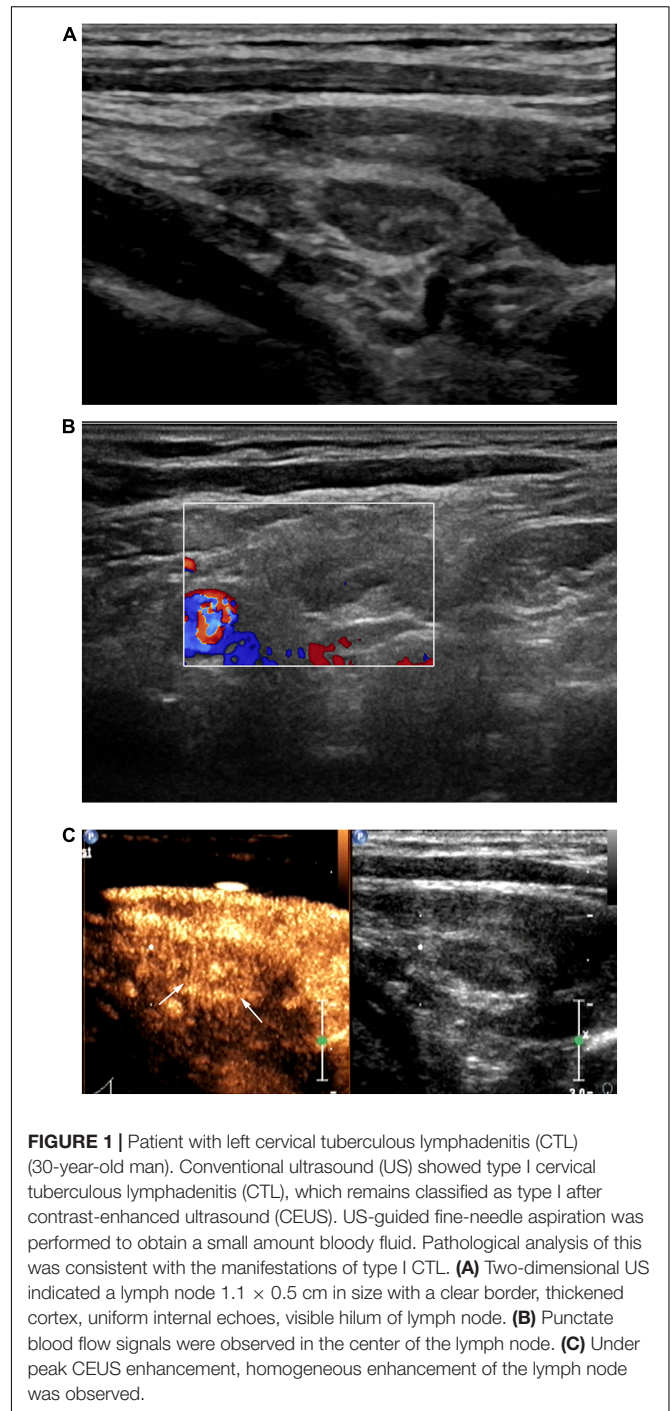 A
B
C
P
P
x
FIGURE 1 | Patient with left cervical tuberculous lymphadenitis (CTL)
(30-year-old man). Conventional ultrasound (US) showed type I cervical
tuberculous lymphadenitis (CTL), which remains classified as type I after
contrast-enhanced ultrasound (CEUS). US-guided fine-needle aspiration was
performed to obtain a small amount bloody fluid. Pathological analysis of this
was consistent with the manifestations of type I CTL. (A) Two-dimensional US
indicated a lymph node 1.1 × 0.5 cm in size with a clear border, thickened
cortex, uniform internal echoes, visible hilum of lymph node. (B) Punctate
blood flow signals were observed in the center of the lymph node. (C) Under
peak CEUS enhancement, homogeneous enhancement of the lymph node
was observed.